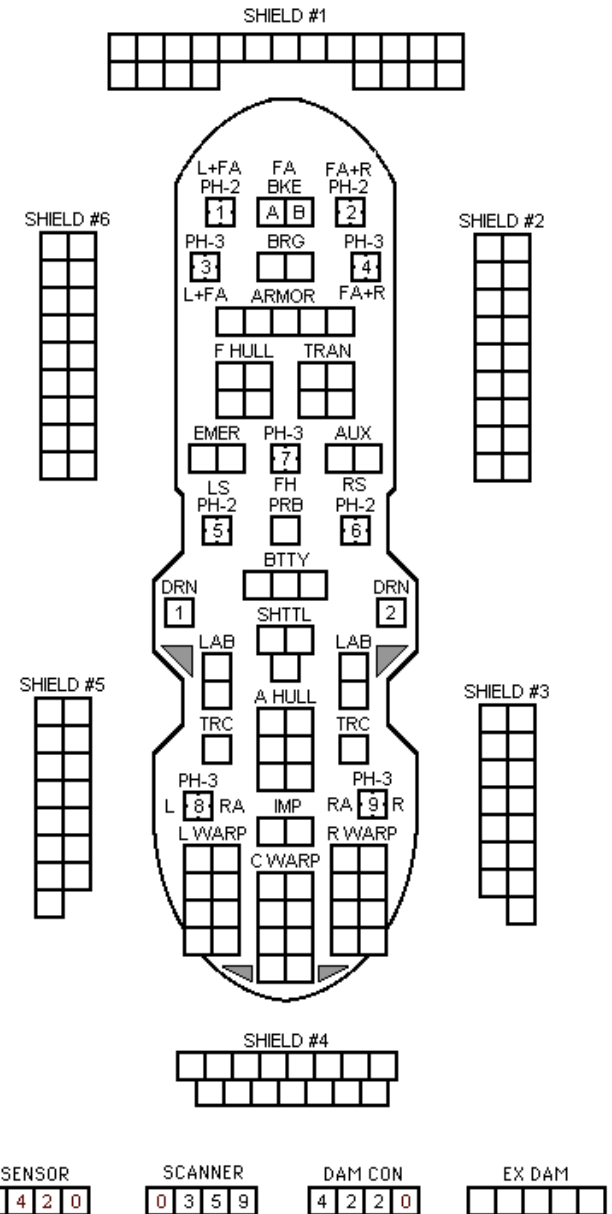 SHIELD #1
L+FA FA FA+R
PH-2 BKE PH-2
1 A B 2
SHIELD #6 SHIELD #2
PH-3 BRG PH-3
3 4
L+FA ARMOR FA+R
F HULL TRAN
EMER PH-3 AUX
7
LS FH RS
PH-2 PRB PH-2
5 6
BTTY
DRN DRN
1 2
SHTTL
LAB LAB
SHIELD #5 A HULL SHIELD #3
TRC TRC
PH-3 PH-3
L 8 RA IMP RA 9 R
L WARP R WARP
C WARP
SHIELD #4
SENSOR SCANNER DAM CON EX DAM
4 2 0 0 3 5 9 4 2 2 0